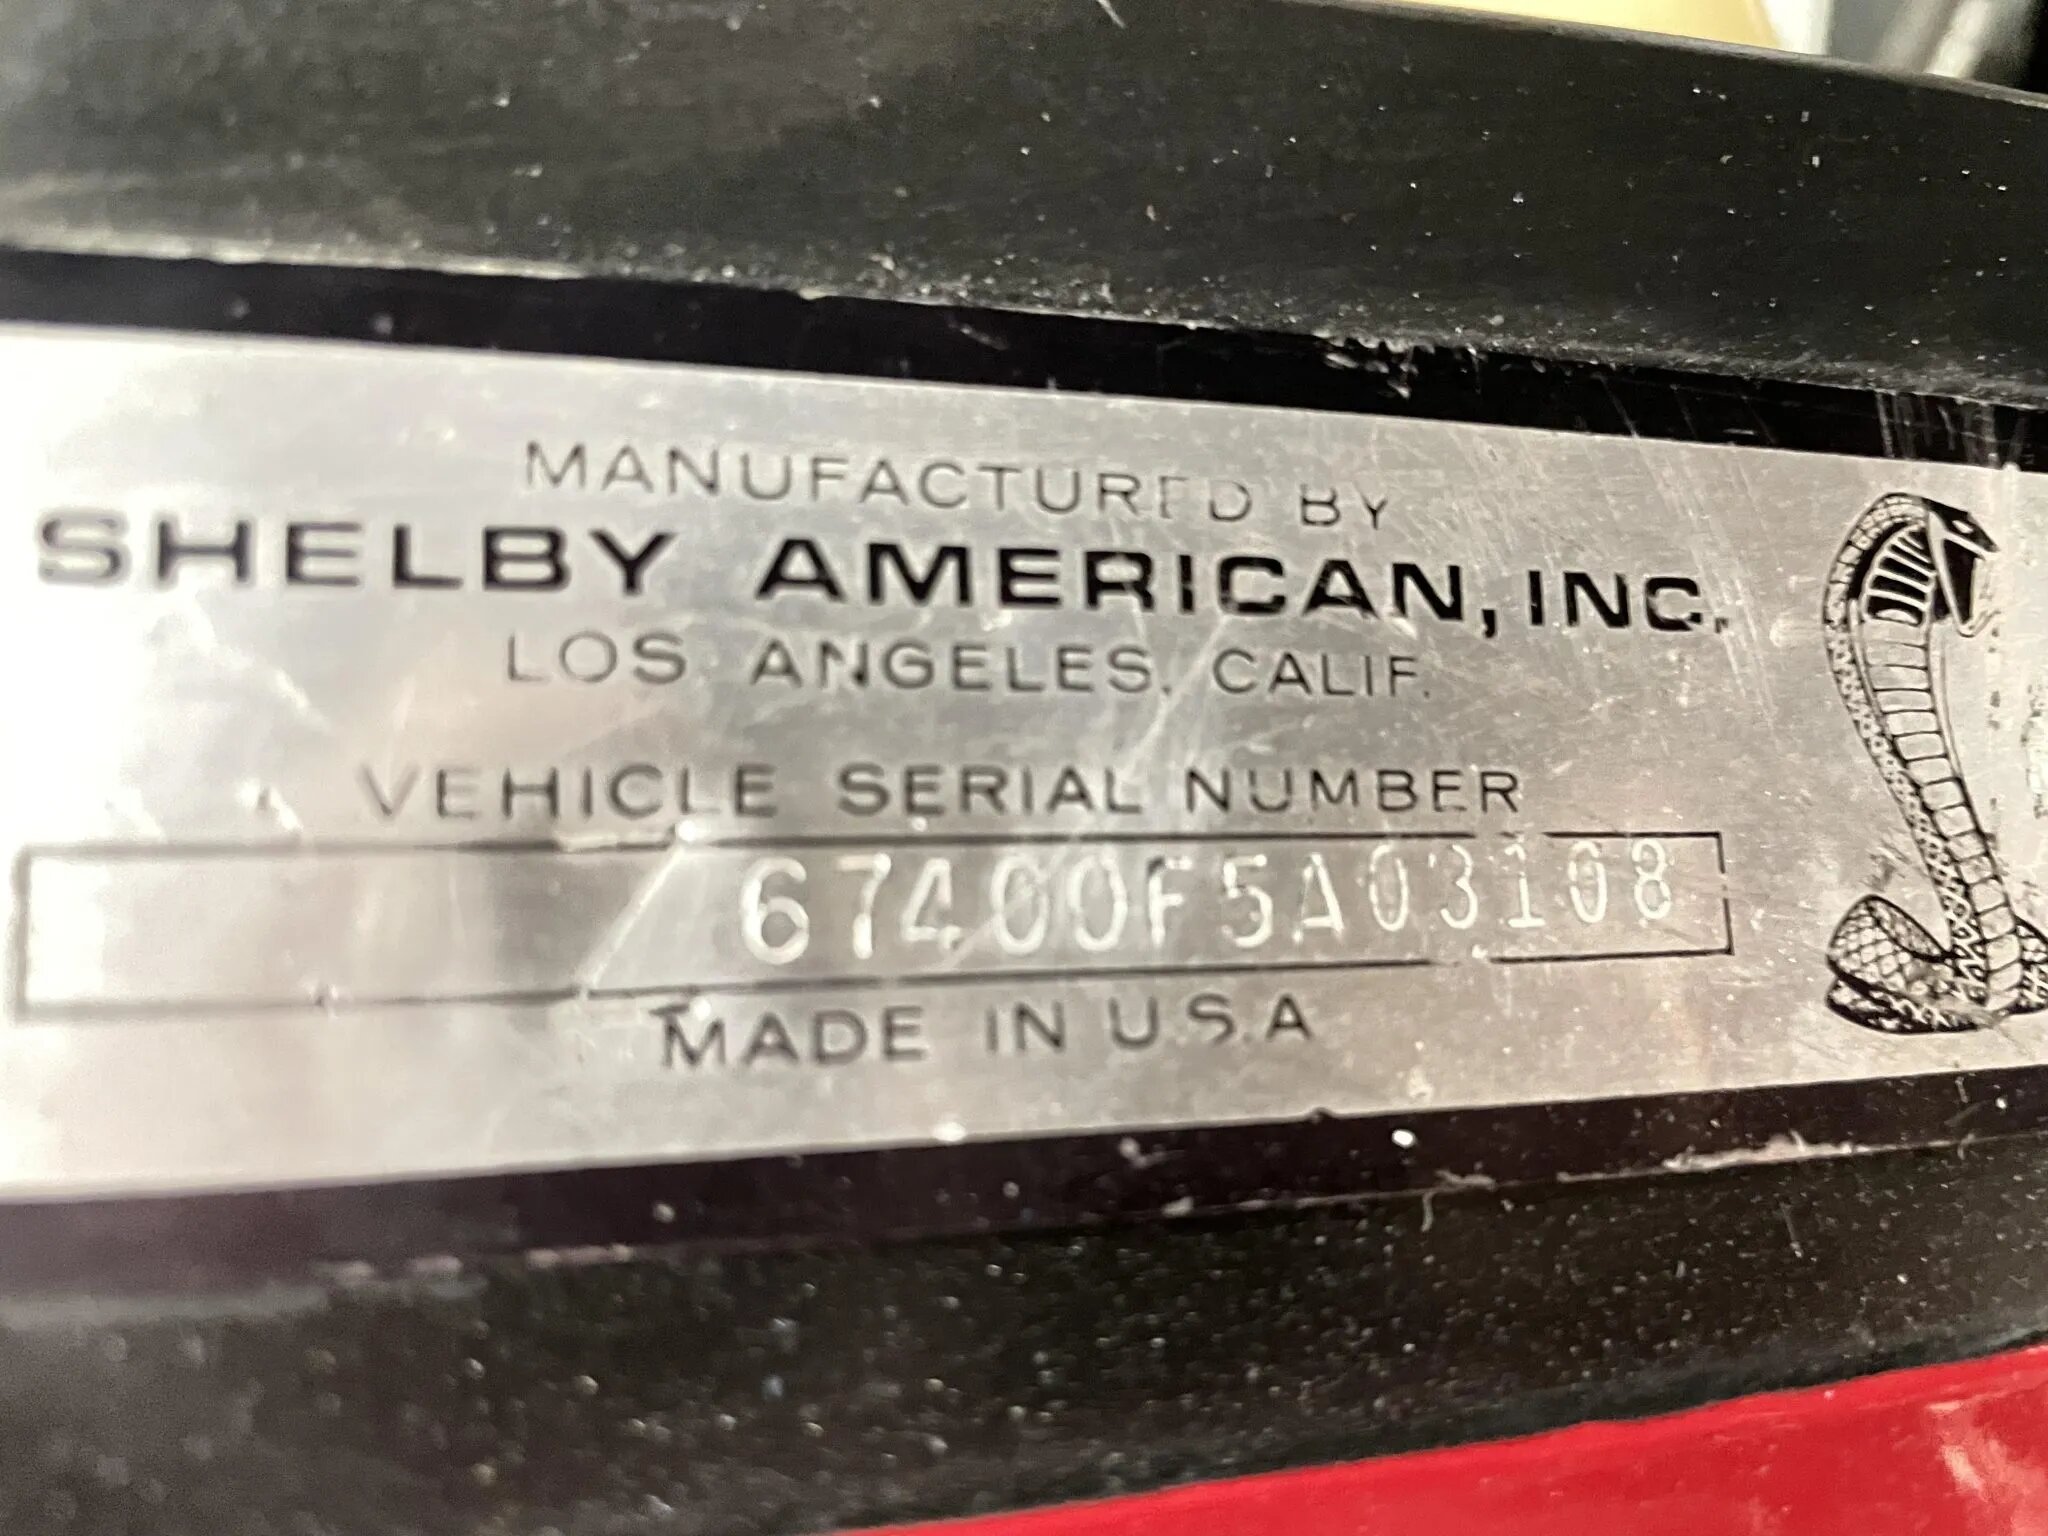 MANUFACTURED BY
SHELBY AMERICAN, INC.
LOS ANGELES, CALIF.
VEHICLE SERIAL NUMBER
67400F5A03108
MADE IN U.S.A